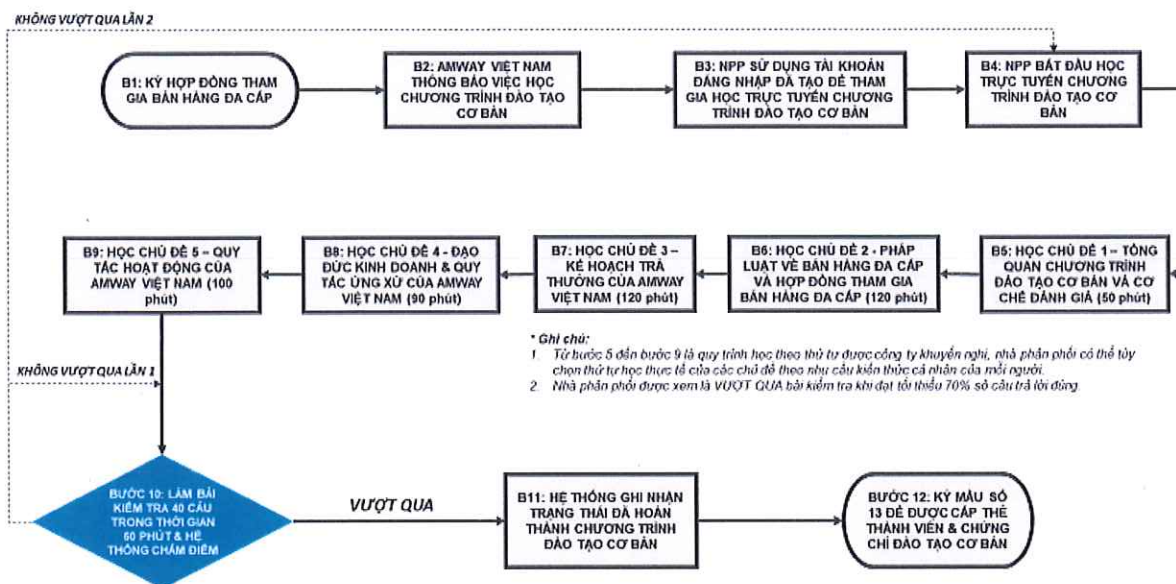 KHÔNG VƯỢT QUA LẦN 2
B1: KÝ HỢP ĐỒNG THAM
GIA BÁN HÀNG ĐA CẤP
B2: AMWAY VIỆT NAM
THÔNG BÁO VIỆC HỌC
CHƯƠNG TRÌNH ĐÀO TẠO
CƠ BẢN
B3: NPP SỬ DỤNG TÀI KHOẢN
ĐĂNG NHẬP ĐÃ TẠO ĐỂ THAM
GIA HỌC TRỰC TUYẾN CHƯƠNG
TRÌNH ĐÀO TẠO CƠ BẢN
B4: NPP BẮT ĐẦU HỌC
TRỰC TUYẾN CHƯƠNG
TRÌNH ĐÀO TẠO CƠ
BẢN
B9: HỌC CHỦ ĐỀ 5 – QUY
TẮC HOẠT ĐỘNG CỦA
AMWAY VIỆT NAM (100
phút)
B8: HỌC CHỦ ĐỀ 4 - ĐẠO
ĐỨC KINH DOANH & QUY
TẮC ỨNG XỬ CỦA AMWAY
VIỆT NAM (90 phút)
B7: HỌC CHỦ ĐỀ 3 –
KẾ HOẠCH TRẢ
THƯỞNG CỦA AMWAY
VIỆT NAM (120 phút)
B6: HỌC CHỦ ĐỀ 2 - PHÁP
LUẬT VỀ BÁN HÀNG ĐA CẤP
VÀ HỢP ĐỒNG THAM GIA
BÁN HÀNG ĐA CẤP (120 phút)
B5: HỌC CHỦ ĐỀ 1 – TỔNG
QUAN CHƯƠNG TRÌNH
ĐÀO TẠO CƠ BẢN VÀ CƠ
CHẾ ĐÁNH GIÁ (50 phút)
* Ghi chú:
1. Từ bước 5 đến bước 9 là quy trình học theo thứ tự được công ty khuyến nghị, nhà phân phối có thể tùy
chọn thứ tự học thực tế của các chủ đề theo nhu cầu kiến thức cá nhân của mỗi người.
2. Nhà phân phối được xem là VƯỢT QUA bài kiểm tra khi đạt tối thiểu 70% số câu trả lời đúng.
KHÔNG VƯỢT QUA LẦN 1
BƯỚC 10: LÀM BÀI
KIỂM TRA 40 CÂU
TRONG THỜI GIAN
60 PHÚT & HỆ
THỐNG CHẤM ĐIỂM
VƯỢT QUA
B11: HỆ THỐNG GHI NHẬN
TRẠNG THÁI ĐÃ HOÀN
THÀNH CHƯƠNG TRÌNH
ĐÀO TẠO CƠ BẢN
BƯỚC 12: KÝ MẪU SỐ
13 ĐỂ ĐƯỢC CẤP THẺ
THÀNH VIÊN & CHỨNG
CHỈ ĐÀO TẠO CƠ BẢN